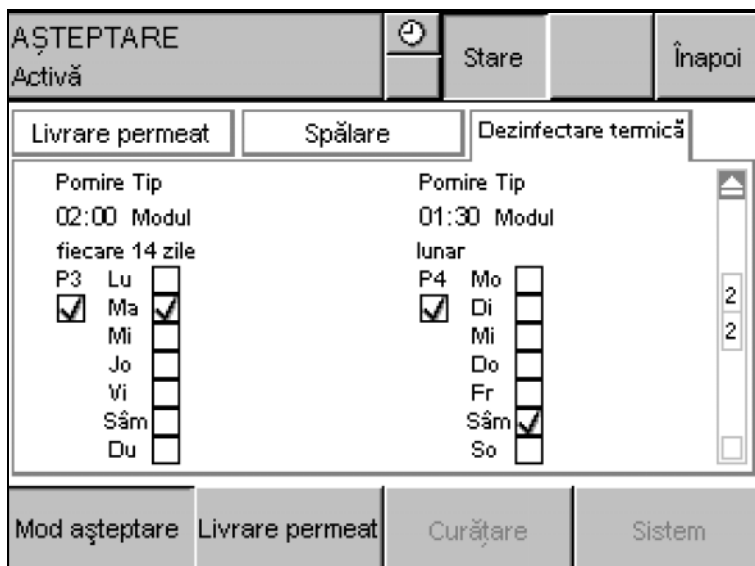 AȘTEPTARE
Activă
Stare
Înapoi
Livrare permeat
Spălare
Dezinfectare termică
Pornire Tip
02:00 Modul
fiecare 14 zile
P3
Lu
Ma
Mi
Jo
Vi
Sâm
Du
Pornire Tip
01:30 Modul
lunar
P4
Mo
Di
Mi
Do
Fr
Sâm
So
2
2
Mod așteptare
Livrare permeat
Curățare
Sistem